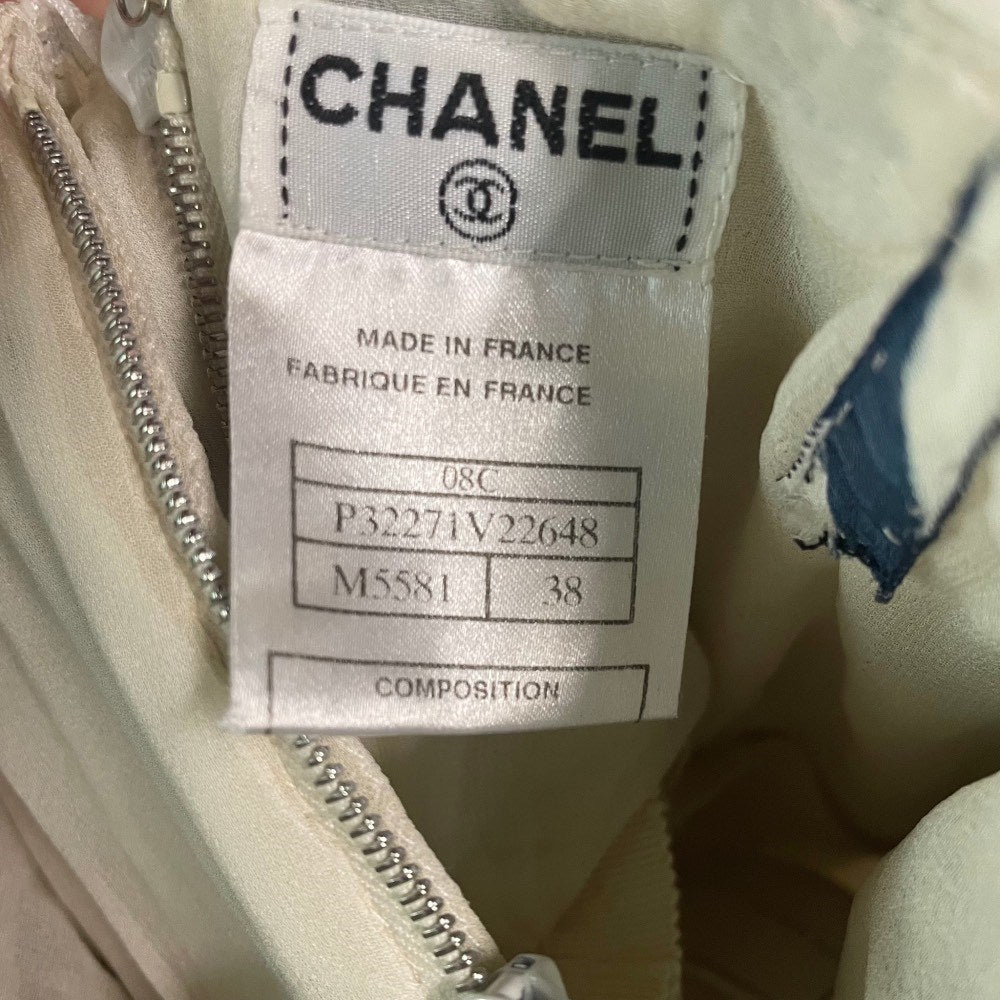 CHANEL
MADE IN FRANCE
FABRIQUE EN FRANCE
08C
P32271V22648
M5581 38
COMPOSITION